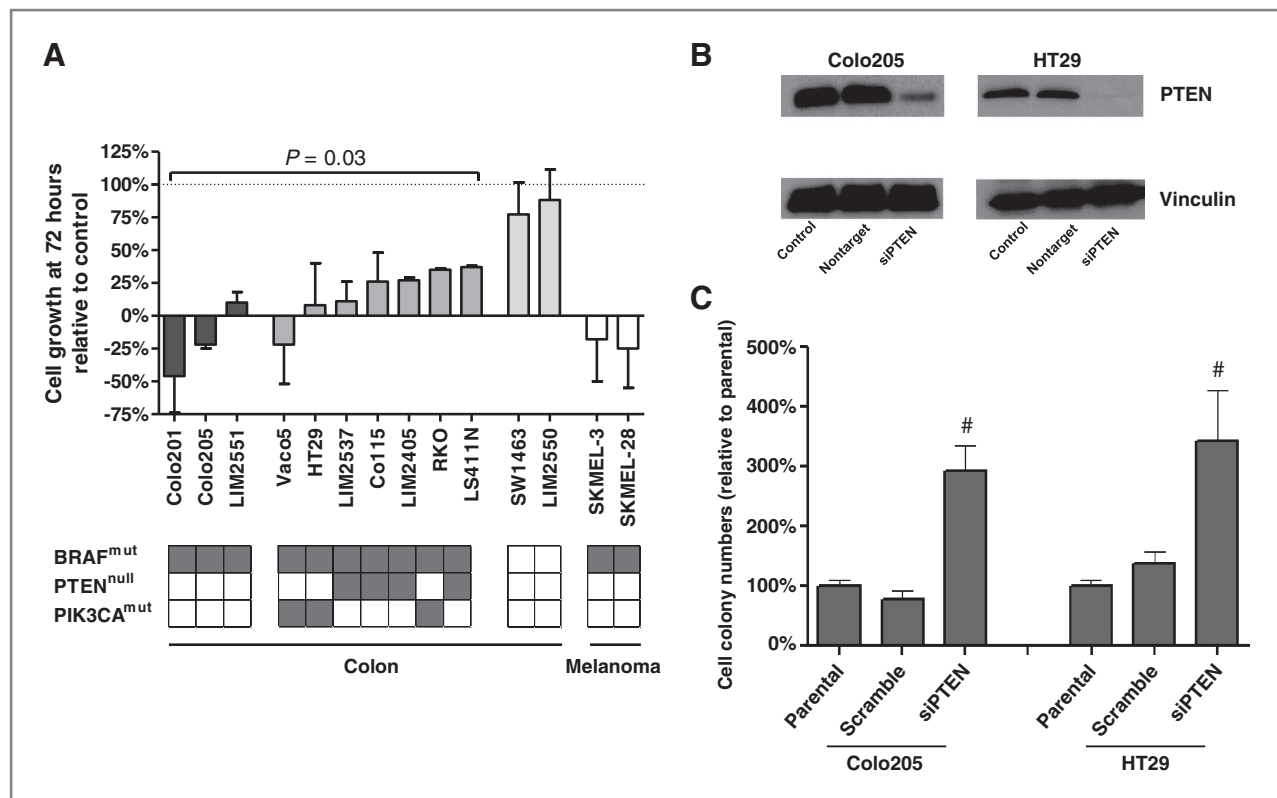 A
Cell growth at 72 hours
relative to control
125%
100%
75%
50%
25%
0%
-25%
-50%
-75%
P = 0.03
Colo201
Colo205
LIM2551
Vaco5
HT29
LIM2537
Co115
LIM2405
RKO
LS411N
SW1463
LIM2550
SKMEL-3
SKMEL-28
BRAFmut
PTENnull
PIK3CAmut
Colon
Melanoma
B
Colo205
HT29
PTEN
Vinculin
Control
Nontarget
siPTEN
Control
Nontarget
siPTEN
C
Cell colony numbers (relative to parental)
500%
400%
300%
200%
100%
0%
#
#
Parental
Scramble
siPTEN
Parental
Scramble
siPTEN
Colo205
HT29